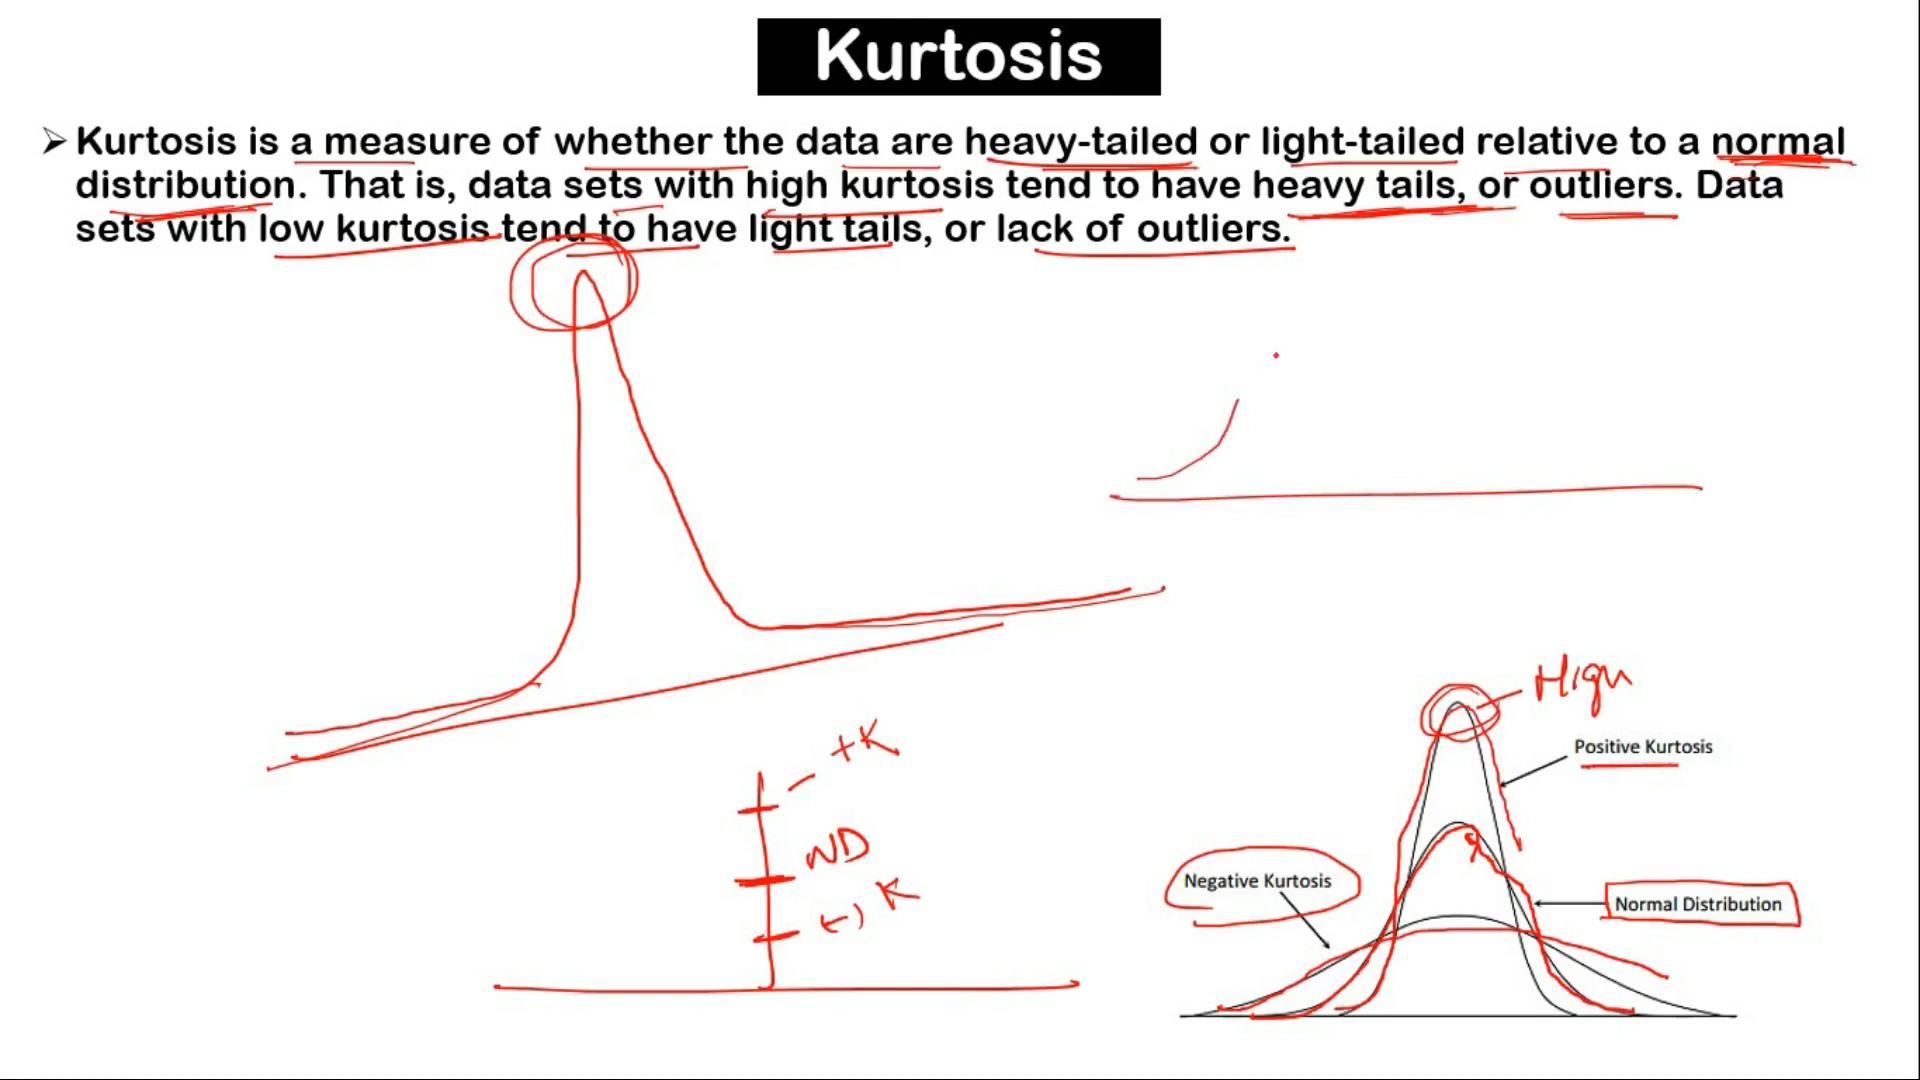 Kurtosis
➢ Kurtosis is a measure of whether the data are heavy-tailed or light-tailed relative to a normal
distribution. That is, data sets with high kurtosis tend to have heavy tails, or outliers. Data
sets with low kurtosis tend to have light tails, or lack of outliers.
High
+K
Positive Kurtosis
ND
Negative Kurtosis
(-) K
Normal Distribution